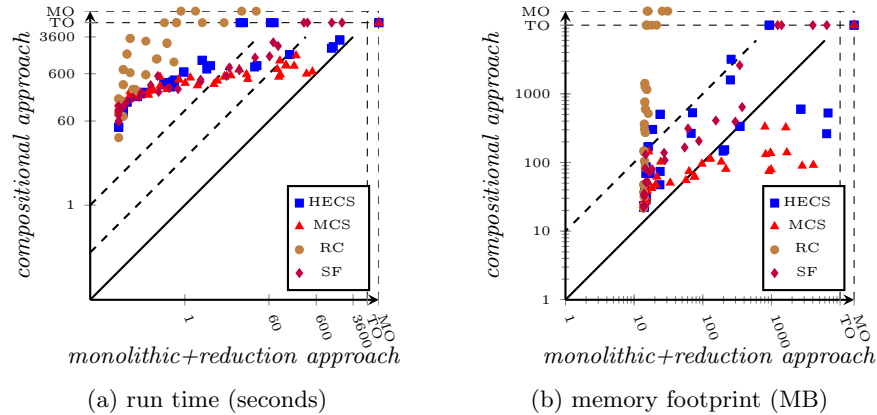 MO
TO
3600
600
60
1
compositional approach
HECS
MCS
RC
SF
1
60
600
3600
TO
MO
monolithic+reduction approach
(a) run time (seconds)
MO
TO
1000
100
10
1
compositional approach
HECS
MCS
RC
SF
1
10
100
1000
TO
MO
monolithic+reduction approach
(b) memory footprint (MB)